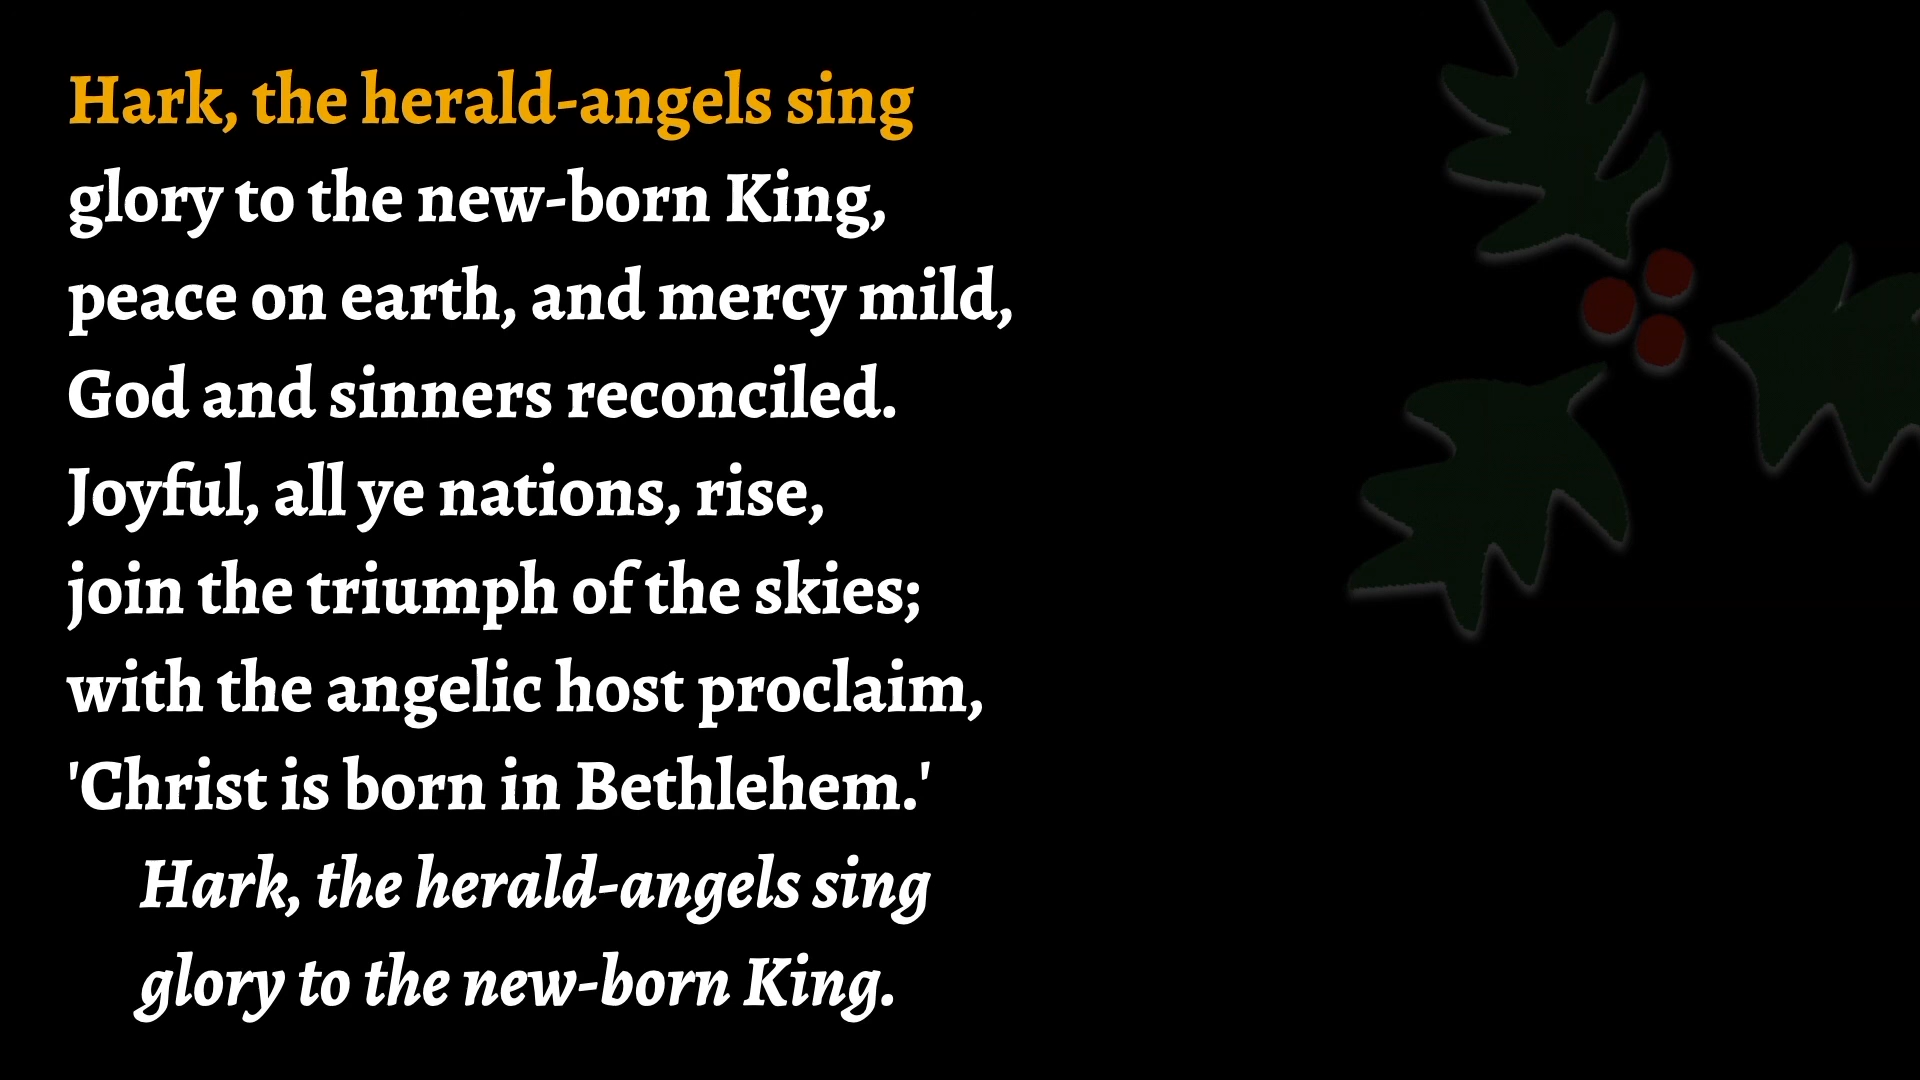 Hark, the herald-angels sing
glory to the new-born King,
peace on earth, and mercy mild,
God and sinners reconciled.
Joyful, all ye nations, rise,
join the triumph of the skies;
with the angelic host proclaim,
'Christ is born in Bethlehem.'
Hark, the herald-angels sing
glory to the new-born King.